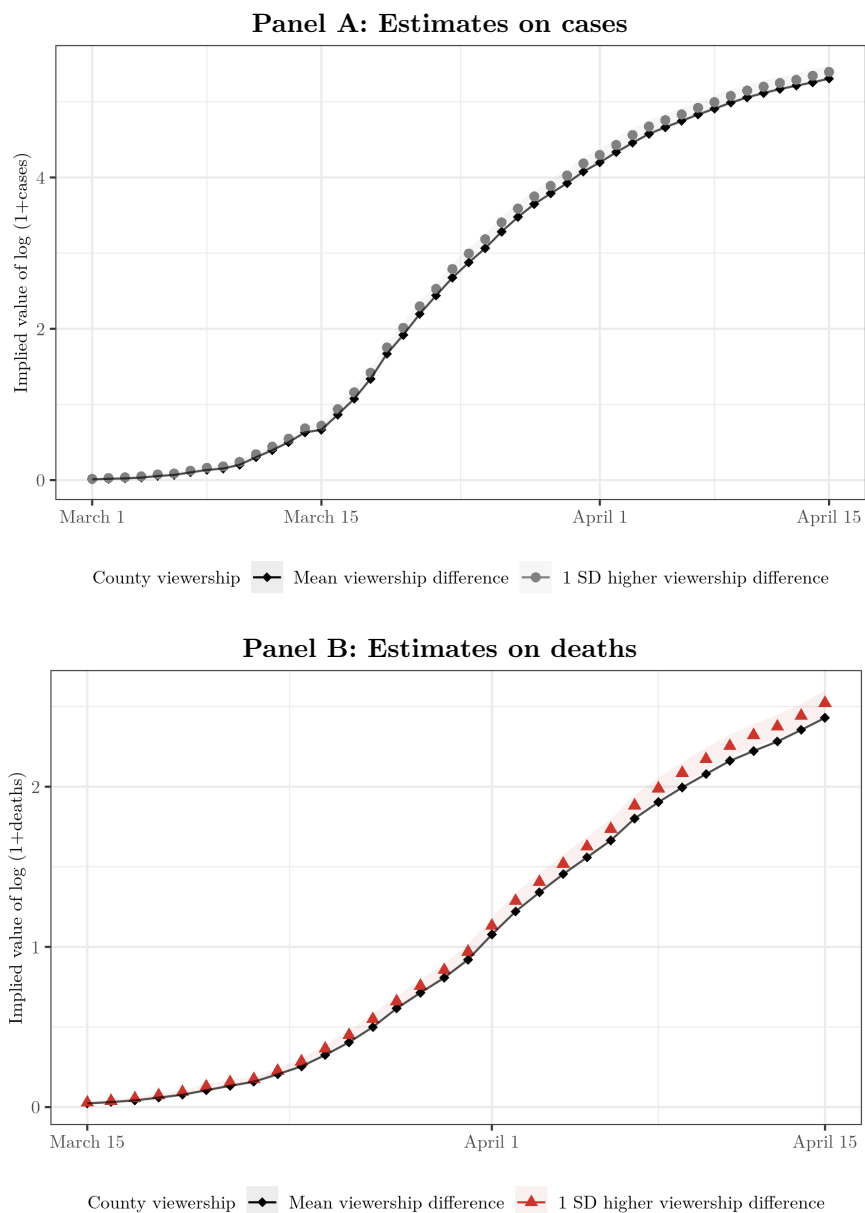 Panel A: Estimates on cases
Implied value of log (1+cases)
4
2
0
March 1
March 15
April 1
April 15
County viewership
Mean viewership difference
1 SD higher viewership difference
Panel B: Estimates on deaths
Implied value of log (1+deaths)
2
1
0
March 15
April 1
April 15
County viewership
Mean viewership difference
1 SD higher viewership difference